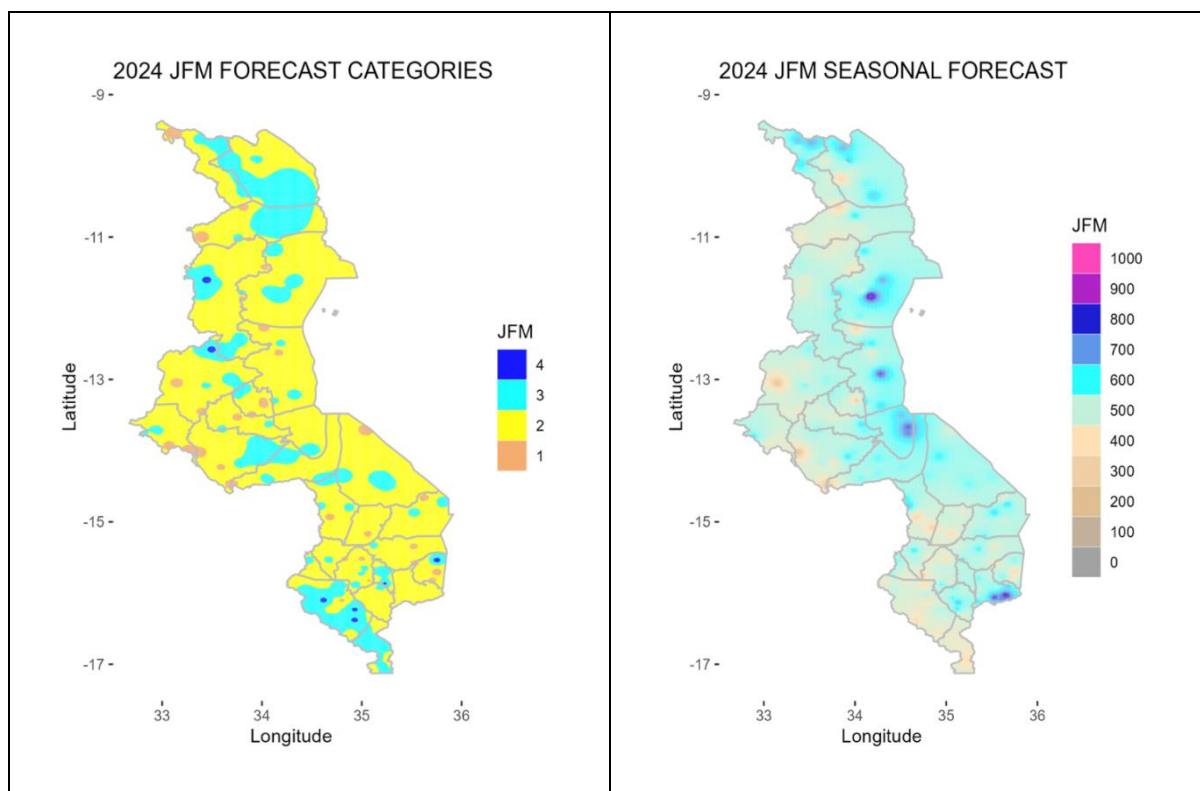 2024 JFM FORECAST CATEGORIES
-9
-11
-13
-15
-17
Latitude
33 34 35 36
Longitude
JFM
4
3
2
1
2024 JFM SEASONAL FORECAST
-9
-11
-13
-15
-17
Latitude
33 34 35 36
Longitude
JFM
1000
900
800
700
600
500
400
300
200
100
0